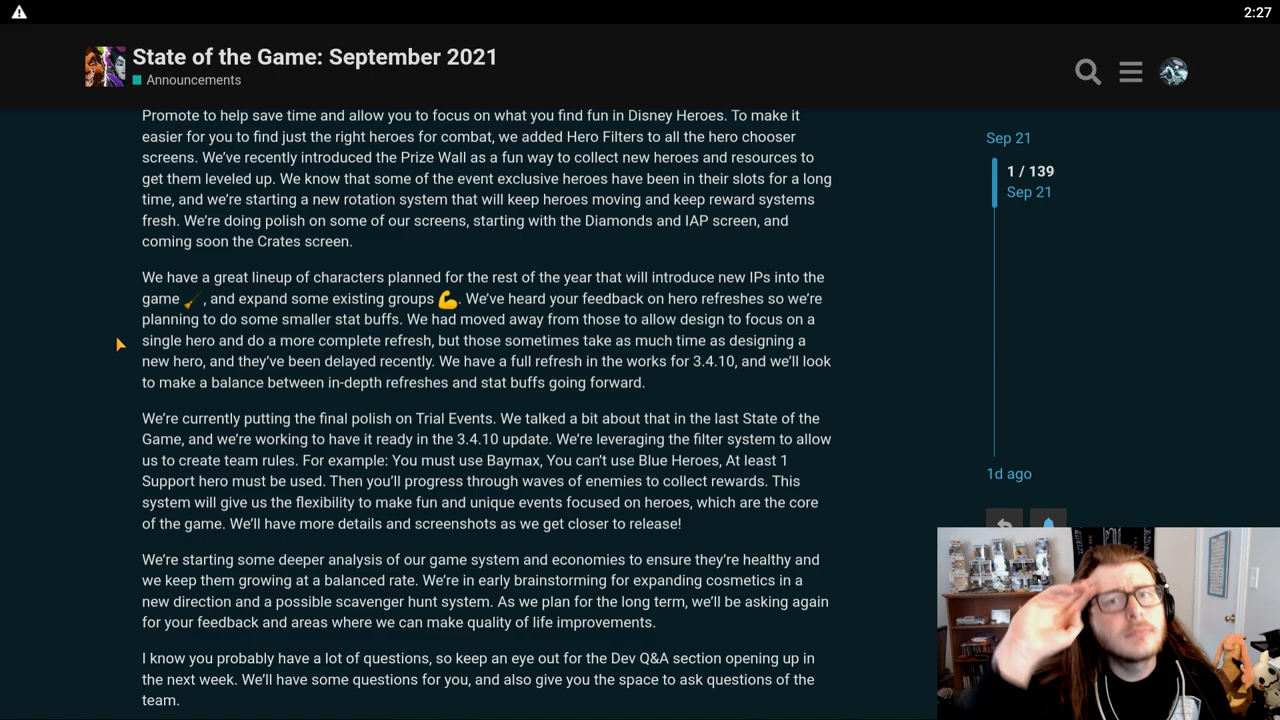 2:27
State of the Game: September 2021
Announcements
Promote to help save time and allow you to focus on what you find fun in Disney Heroes. To make it
easier for you to find just the right heroes for combat, we added Hero Filters to all the hero chooser
screens. We’ve recently introduced the Prize Wall as a fun way to collect new heroes and resources to
get them leveled up. We know that some of the event exclusive heroes have been in their slots for a long
time, and we’re starting a new rotation system that will keep heroes moving and keep reward systems
fresh. We’re doing polish on some of our screens, starting with the Diamonds and IAP screen, and
coming soon the Crates screen.
We have a great lineup of characters planned for the rest of the year that will introduce new IPs into the
game 🧹, and expand some existing groups 💪. We’ve heard your feedback on hero refreshes so we’re
planning to do some smaller stat buffs. We had moved away from those to allow design to focus on a
single hero and do a more complete refresh, but those sometimes take as much time as designing a
new hero, and they’ve been delayed recently. We have a full refresh in the works for 3.4.10, and we’ll look
to make a balance between in-depth refreshes and stat buffs going forward.
We’re currently putting the final polish on Trial Events. We talked a bit about that in the last State of the
Game, and we’re working to have it ready in the 3.4.10 update. We’re leveraging the filter system to allow
us to create team rules. For example: You must use Baymax, You can’t use Blue Heroes, At least 1
Support hero must be used. Then you’ll progress through waves of enemies to collect rewards. This
system will give us the flexibility to make fun and unique events focused on heroes, which are the core
of the game. We’ll have more details and screenshots as we get closer to release!
We’re starting some deeper analysis of our game system and economies to ensure they’re healthy and
we keep them growing at a balanced rate. We’re in early brainstorming for expanding cosmetics in a
new direction and a possible scavenger hunt system. As we plan for the long term, we’ll be asking again
for your feedback and areas where we can make quality of life improvements.
I know you probably have a lot of questions, so keep an eye out for the Dev Q&A section opening up in
the next week. We’ll have some questions for you, and also give you the space to ask questions of the
team.
Sep 21
1 / 139
Sep 21
1d ago